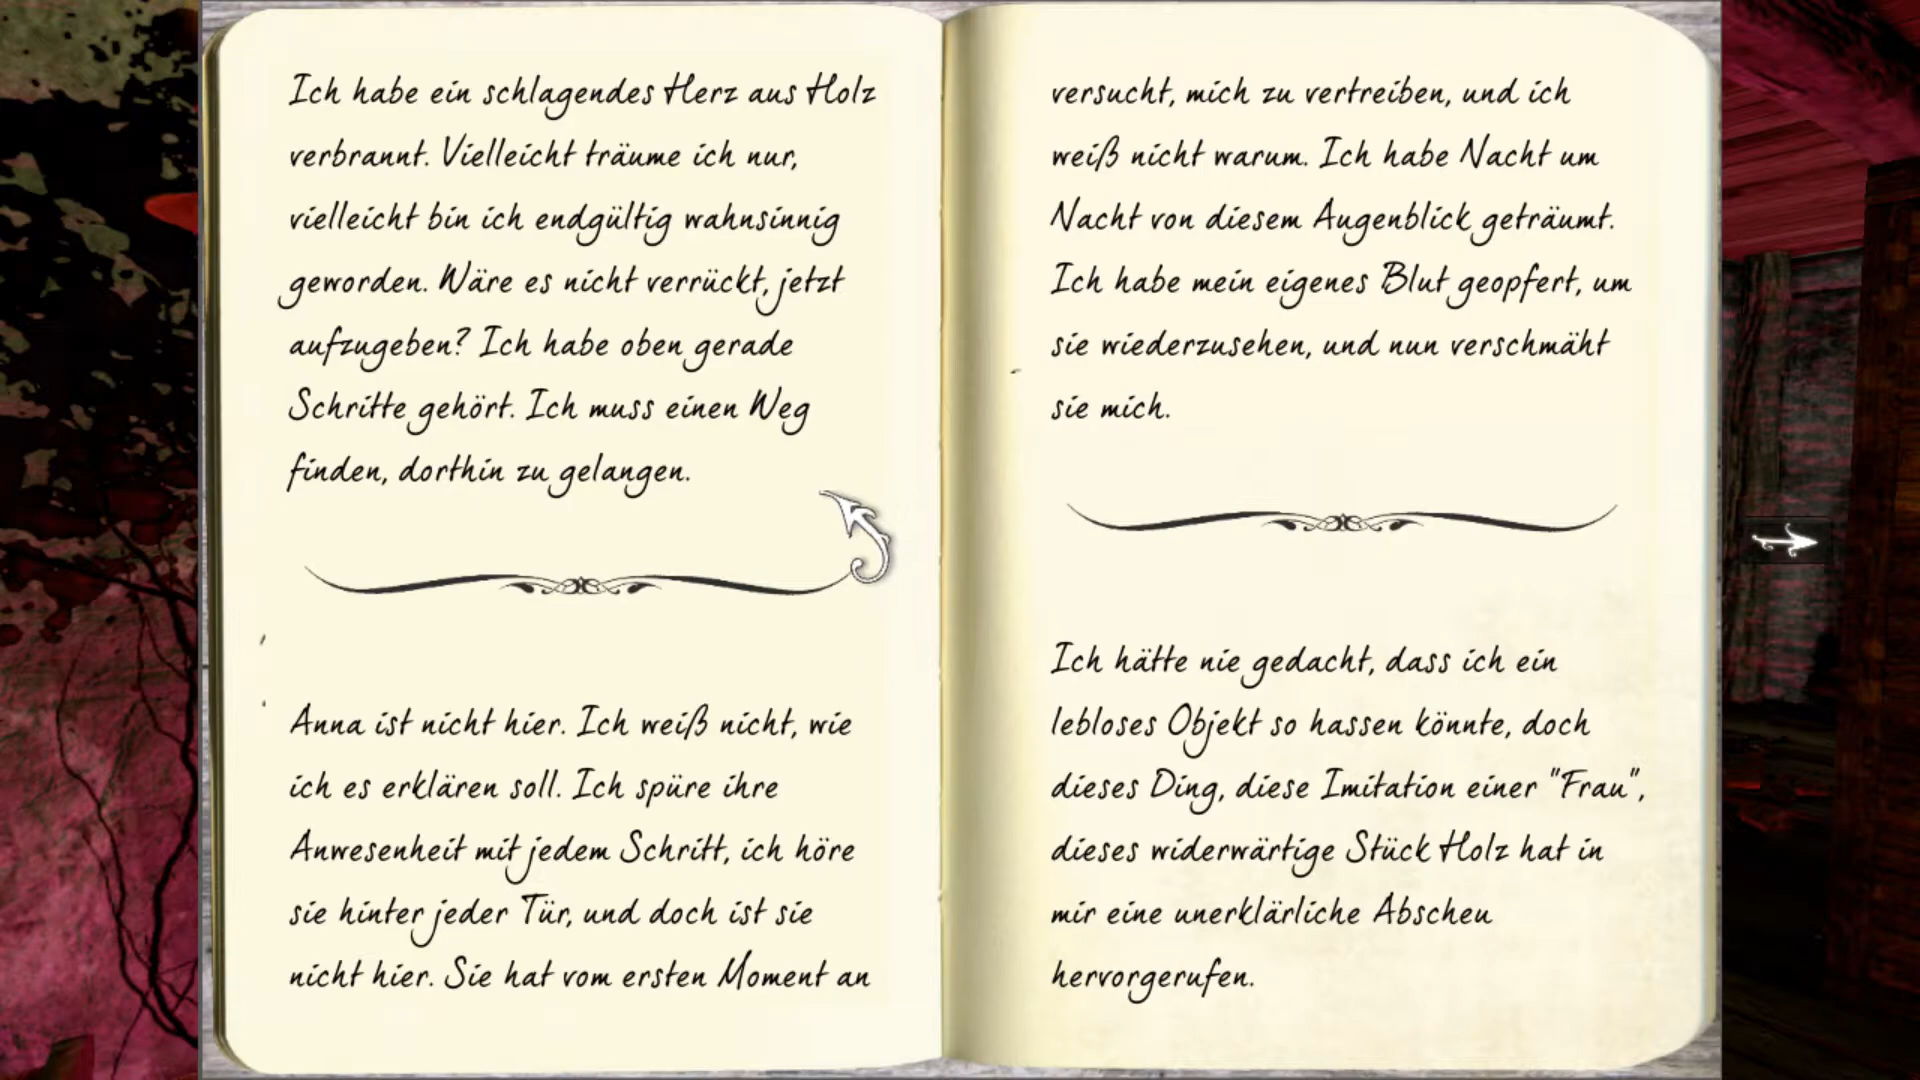 Ich habe ein schlagendes Herz aus Holz
verbrannt. Vielleicht träume ich nur,
vielleicht bin ich endgültig wahnsinnig
geworden. Wäre es nicht verrückt, jetzt
aufzugeben? Ich habe oben gerade
Schritte gehört. Ich muss einen Weg
finden, dorthin zu gelangen.
Anna ist nicht hier. Ich weiß nicht, wie
ich es erklären soll. Ich spüre ihre
Anwesenheit mit jedem Schritt, ich höre
sie hinter jeder Tür, und doch ist sie
nicht hier. Sie hat vom ersten Moment an
versucht, mich zu vertreiben, und ich
weiß nicht warum. Ich habe Nacht um
Nacht von diesem Augenblick geträumt.
Ich habe mein eigenes Blut geopfert, um
sie wiederzusehen, und nun verschmäht
sie mich.
Ich hätte nie gedacht, dass ich ein
lebloses Objekt so hassen könnte, doch
dieses Ding, diese Imitation einer "Frau",
dieses widerwärtige Stück Holz hat in
mir eine unerklärliche Abscheu
hervorgerufen.